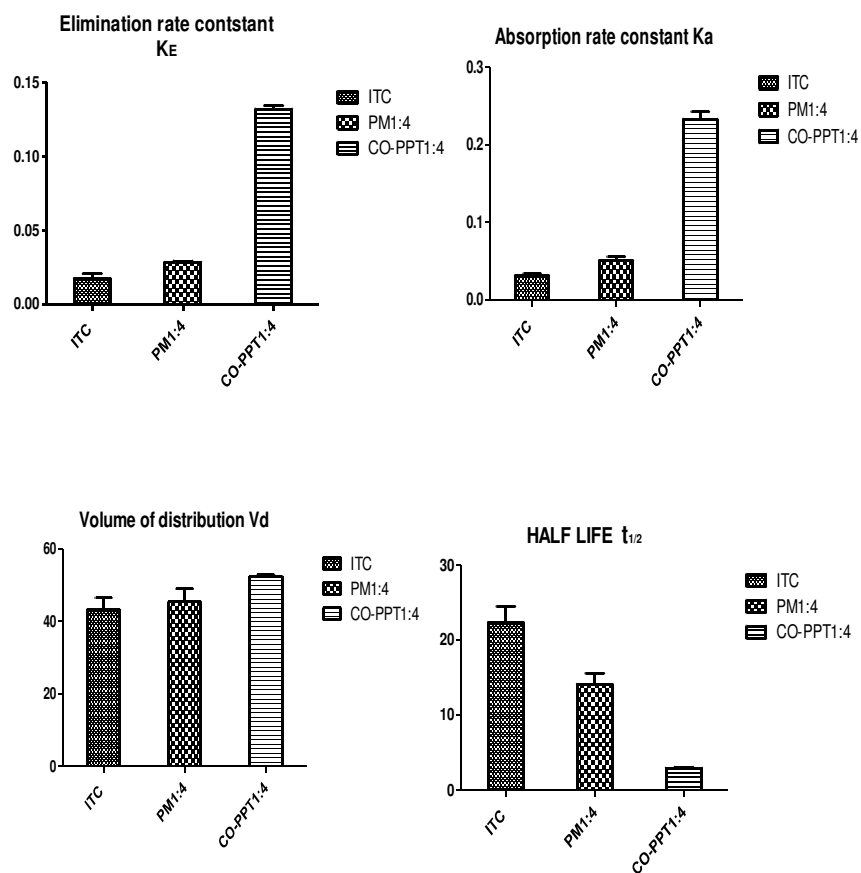 Elimination rate contstant
KE
0.15
0.10
0.05
0.00
ITC
PM1:4
CO-PPT1:4
ITC
PM1:4
CO-PPT1:4
Absorption rate constant Ka
0.3
0.2
0.1
0.0
ITC
PM1:4
CO-PPT1:4
ITC
PM1:4
CO-PPT1:4
Volume of distribution Vd
60
40
20
0
ITC
PM1:4
CO-PPT1:4
ITC
PM1:4
CO-PPT1:4
HALF LIFE t1/2
30
20
10
0
ITC
PM1:4
CO-PPT1:4
ITC
PM1:4
CO-PPT1:4